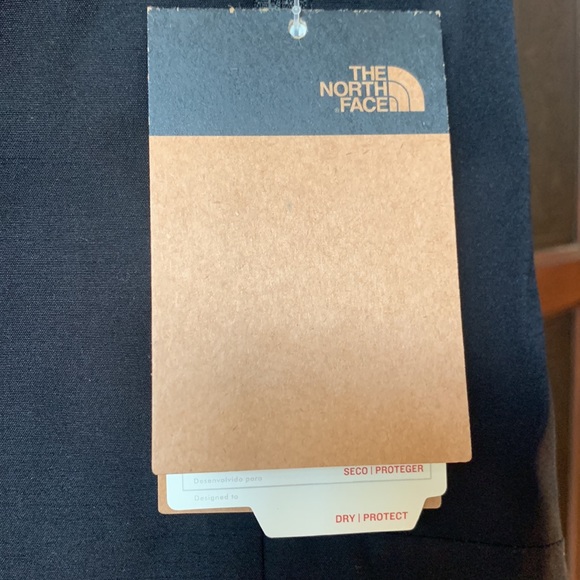 THE
NORTH
FACE
Desenvolvido para
SECO | PROTEGER
Designed to
DRY | PROTECT